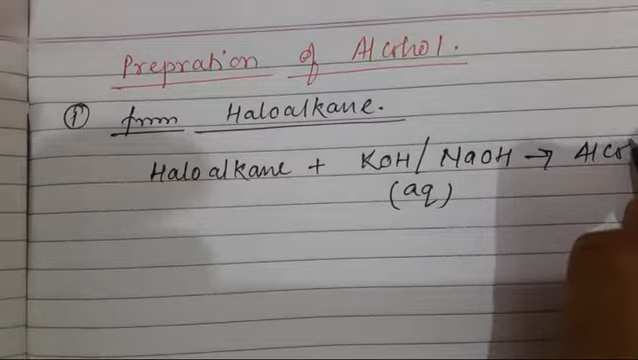 Prepration of Alcohol.
① from Haloalkane.
Haloalkane + KOH/NaOH → Alco
(aq)